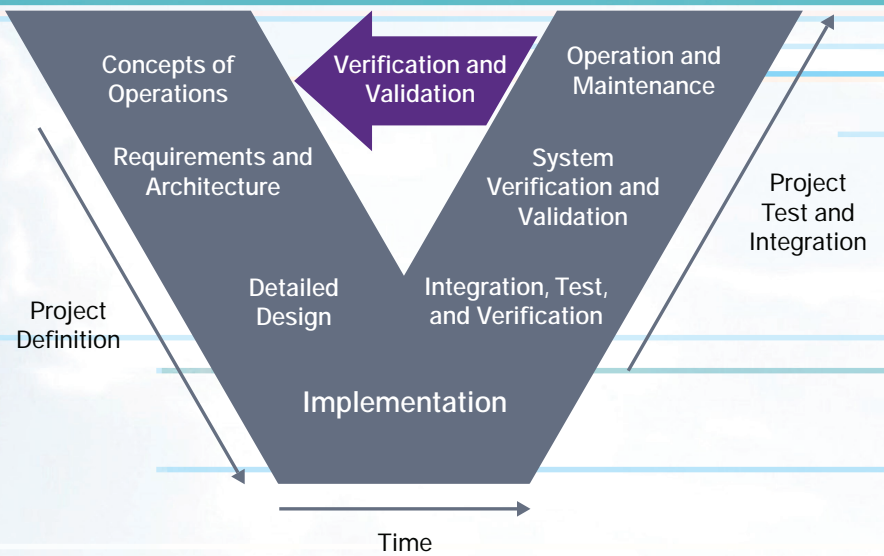 Concepts of
Operations
Verification and
Validation
Operation and
Maintenance
Requirements and
Architecture
System
Verification and
Validation
Project
Test and
Integration
Detailed
Design
Integration, Test,
and Verification
Project
Definition
Implementation
Time